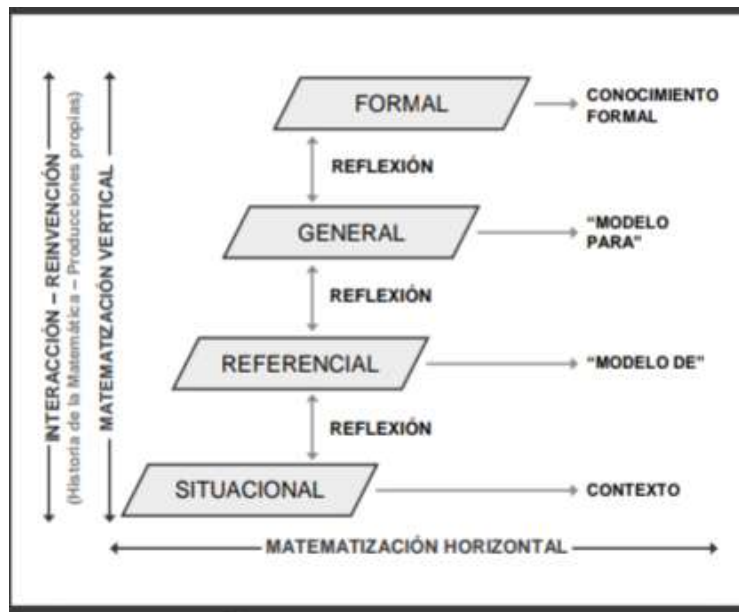 INTERACCIÓN – REINVENCIÓN
(Historia de la Matemática – Producciones propias)
MATEMATIZACIÓN VERTICAL
FORMAL
CONOCIMIENTO
FORMAL
REFLEXIÓN
GENERAL
“MODELO
PARA”
REFLEXIÓN
REFERENCIAL
“MODELO DE”
REFLEXIÓN
SITUACIONAL
CONTEXTO
MATEMATIZACIÓN HORIZONTAL